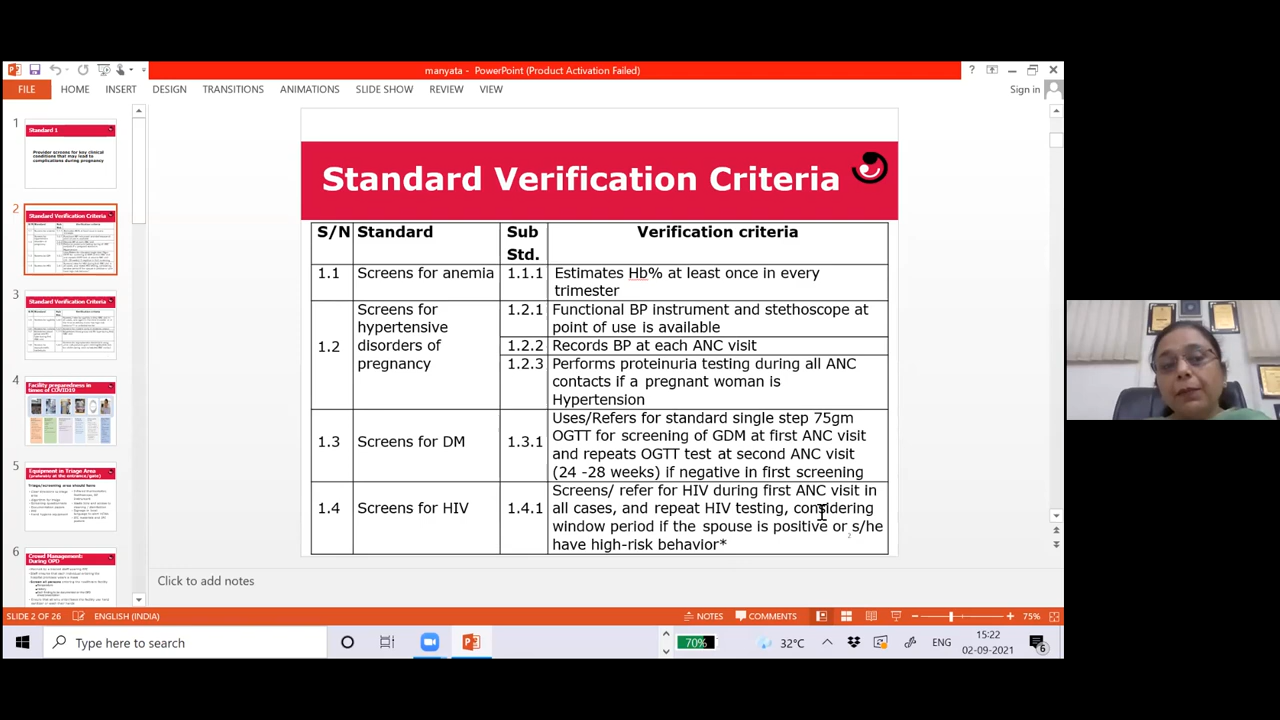 manyata - PowerPoint (Product Activation Failed)
FILE HOME INSERT DESIGN TRANSITIONS ANIMATIONS SLIDE SHOW REVIEW VIEW Sign in
1
Standard 1
Provider screens for key clinical
conditions that may lead to
complications during pregnancy
2
Standard Verification Criteria
3
Standard Verification Criteria
4
Facility preparedness in
times of COVID19
5
Equipment in Triage Area
6
Crowd Management:
During OPD
Standard Verification Criteria
S/N Standard Sub Std. Verification criteria
1.1 Screens for anemia 1.1.1 Estimates Hb% at least once in every
trimester
1.2 Screens for
hypertensive
disorders of
pregnancy
1.2.1 Functional BP instrument and stethoscope at
point of use is available
1.2.2 Records BP at each ANC visit
1.2.3 Performs proteinuria testing during all ANC
contacts if a pregnant woman is
Hypertension
1.3 Screens for DM 1.3.1 Uses/Refers for standard single step 75gm
OGTT for screening of GDM at first ANC visit
and repeats OGTT test at second ANC visit
(24 -28 weeks) if negative in first screening
1.4 Screens for HIV 1.4.1 Screens/ refer for HIV during first ANC visit in
all cases, and repeat HIV testing considering
window period if the spouse is positive or s/he
have high-risk behavior*
2
Click to add notes
SLIDE 2 OF 26 ENGLISH (INDIA) NOTES COMMENTS 75%
Type here to search
70%
32°C
ENG
15:22
02-09-2021
6